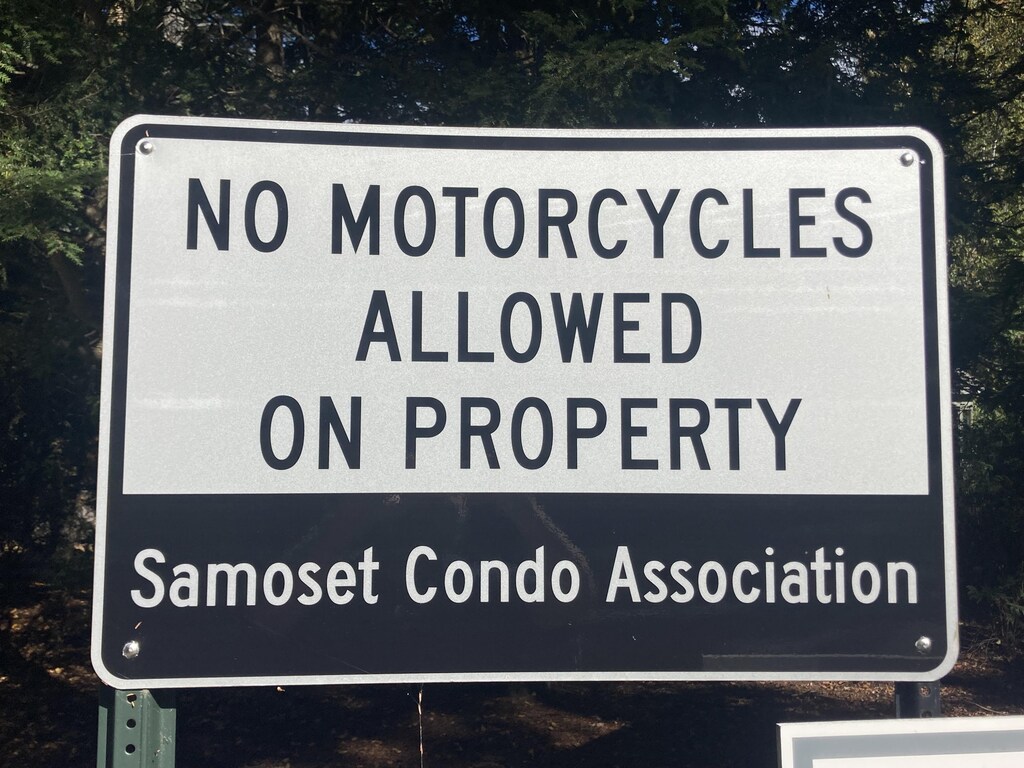 NO MOTORCYCLES
ALLOWED
ON PROPERTY
Samoset Condo Association